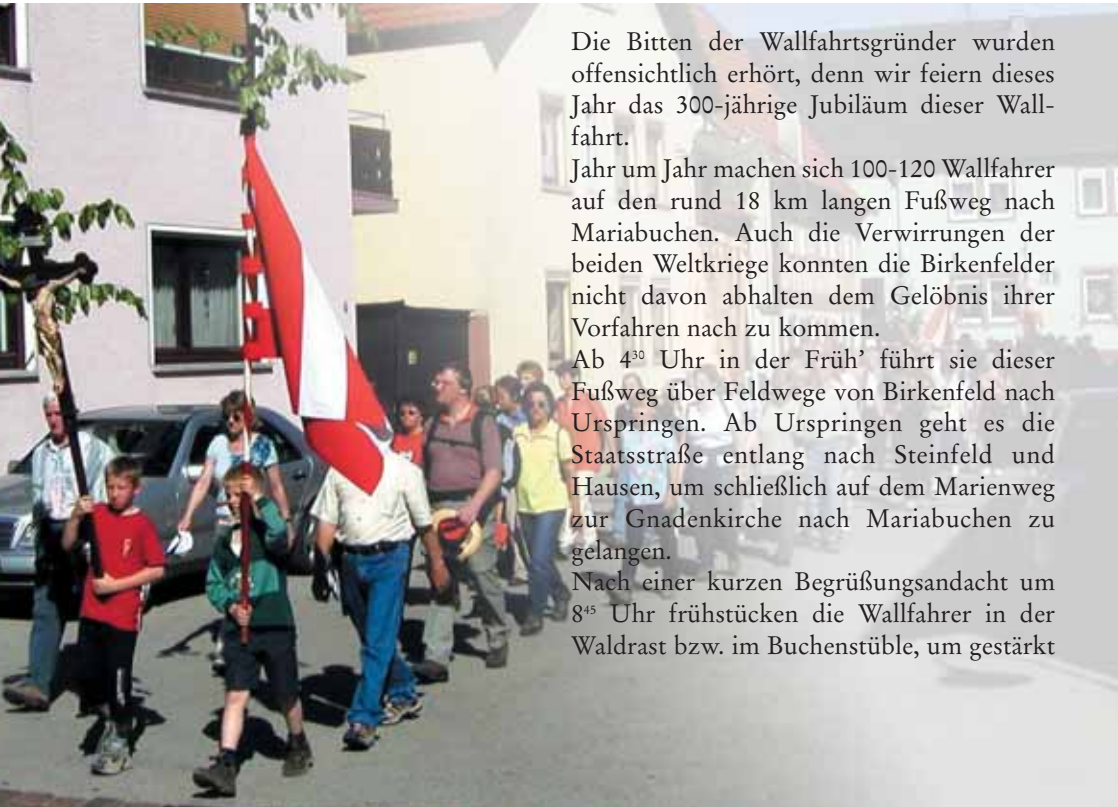 Die Bitten der Wallfahrtsgründer wurden
offensichtlich erhört, denn wir feiern dieses
Jahr das 300-jährige Jubiläum dieser Wall-
fahrt.
Jahr um Jahr machen sich 100-120 Wallfahrer
auf den rund 18 km langen Fußweg nach
Mariabuchen. Auch die Verwirrungen der
beiden Weltkriege konnten die Birkenfelder
nicht davon abhalten dem Gelöbnis ihrer
Vorfahren nach zu kommen.
Ab 4³⁰ Uhr in der Früh’ führt sie dieser
Fußweg über Feldwege von Birkenfeld nach
Urspringen. Ab Urspringen geht es die
Staatsstraße entlang nach Steinfeld und
Hausen, um schließlich auf dem Marienweg
zur Gnadenkirche nach Mariabuchen zu
gelangen.
Nach einer kurzen Begrüßungsandacht um
8⁴⁵ Uhr frühstücken die Wallfahrer in der
Waldrast bzw. im Buchenstüble, um gestärkt